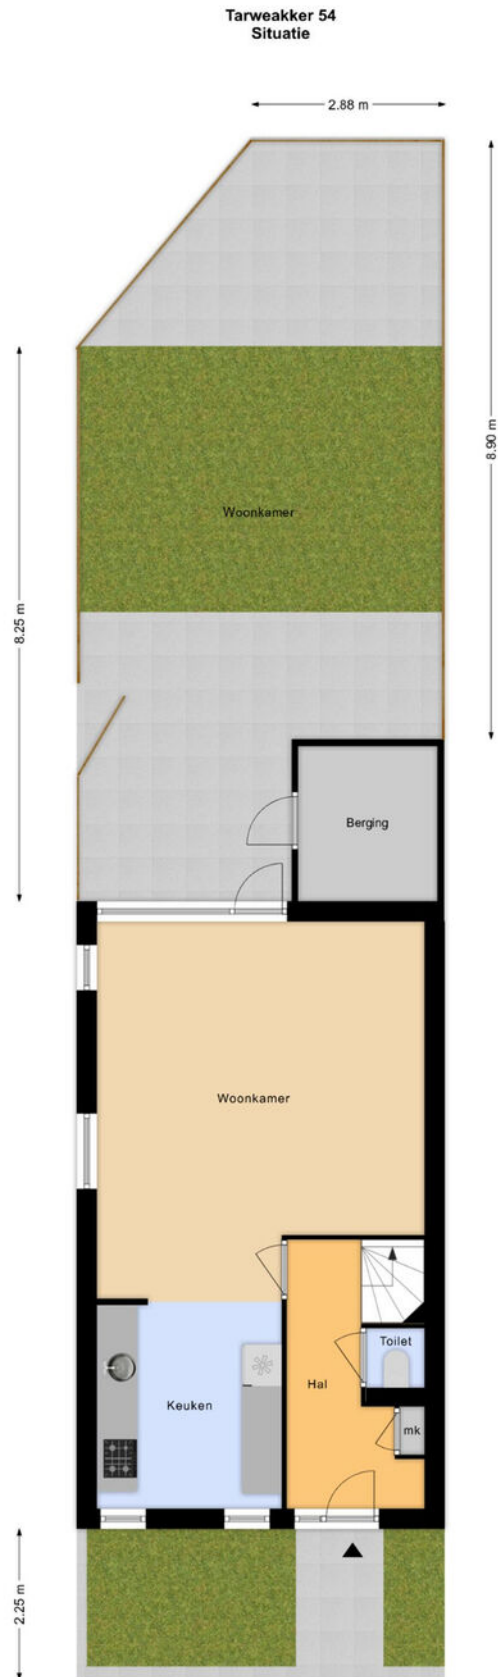 Tarweakker 54
Situatie
2.88 m
8.90 m
Woonkamer
8.25 m
Berging
Woonkamer
Toilet
Hal
Keuken
mk
2.25 m